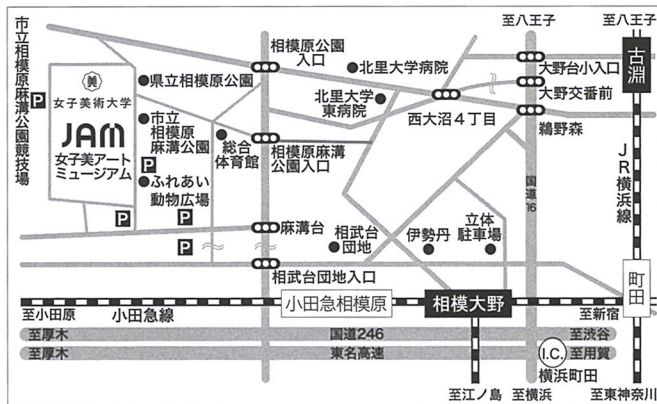 至八王子
至八王子
市立相模原麻溝公園競技場
P
女子美術大学
JAM
女子美アート
ミュージアム
美
県立相模原公園
市立
相模原
麻溝公園
P
ふれあい
動物広場
P
P
P
総合
体育館
相模原公園
入口
相模原麻溝
公園入口
北里大学病院
北里大学
東病院
西大沼4丁目
大野台小入口
大野交番前
鵜野森
古淵
JR横浜線
国道16
麻溝台
相武台
団地
伊勢丹
立体
駐車場
相武台団地入口
小田急相模原
相模大野
町田
至小田原
小田急線
至新宿
至厚木
国道246
至渋谷
至厚木
東名高速
I.C.
至用賀
横浜町田
至江ノ島
至横浜
至東神奈川